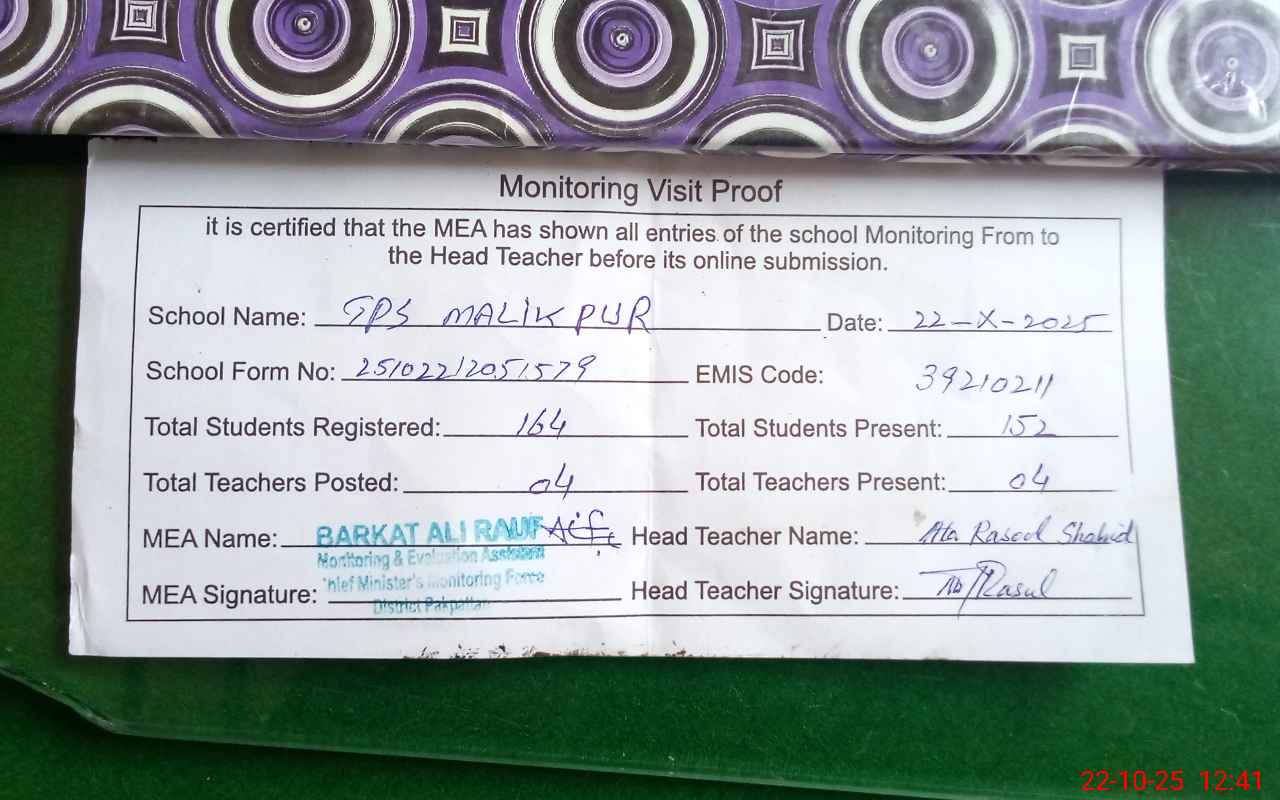 Monitoring Visit Proof
it is certified that the MEA has shown all entries of the school Monitoring From to
the Head Teacher before its online submission.
School Name: GPS MALIK PUR Date: 22-X-2025
School Form No: 25102212051579 EMIS Code: 39210211
Total Students Registered: 164 Total Students Present: 152
Total Teachers Posted: 04 Total Teachers Present: 04
MEA Name: BARKAT ALI RAUF Head Teacher Name: Ata Rasool Shahid
Monitoring & Evaluation Assistant
hief Minister's Monitoring Force
MEA Signature: Head Teacher Signature: Rasul
District Pakpattan
22-10-25 12:41